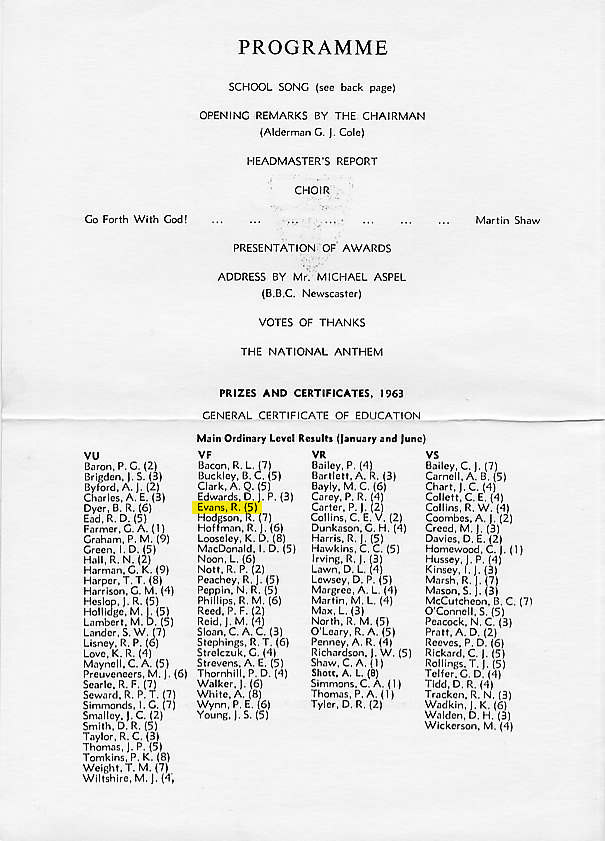 PROGRAMME
SCHOOL SONG (see back page)
OPENING REMARKS BY THE CHAIRMAN
(Alderman G. J. Cole)
HEADMASTER'S REPORT
CHOIR
Go Forth With God! ... ... ... ... ... ... ... Martin Shaw
PRESENTATION OF AWARDS
ADDRESS BY Mr. MICHAEL ASPEL
(B.B.C. Newscaster)
VOTES OF THANKS
THE NATIONAL ANTHEM
PRIZES AND CERTIFICATES, 1963
GENERAL CERTIFICATE OF EDUCATION
Main Ordinary Level Results (January and June)
VU
Baron, P. G. (2)
Brigden, J. S. (3)
Byford, A. J. (2)
Charles, A. E. (3)
Dyer, B. R. (6)
Ead, R. D. (5)
Farmer, G. A. (1)
Graham, P. M. (9)
Green, I. D. (5)
Hall, R. N. (2)
Harman, G. K. (9)
Harper, T. T. (8)
Harrison, G. M. (4)
Heslop, J. R. (5)
Hollidge, M. J. (5)
Lambert, M. D. (5)
Lander, S. W. (7)
Lisney, R. P. (6)
Love, K. R. (4)
Maynell, C. A. (5)
Preuveneers, M. J. (6)
Searle, R. F. (7)
Seward, R. P. T. (7)
Simmonds, I. G. (7)
Smalley, J. C. (2)
Smith, D. R. (5)
Taylor, R. C. (3)
Thomas, J. P. (5)
Tomkins, P. K. (8)
Weight, T. M. (7)
Wiltshire, M. J. (4,
VF
Bacon, R. L. (7)
Buckley, B. C. (5)
Clark, A. Q. (5)
Edwards, D. J. P. (3)
Evans, R. (5)
Hodgson, R. (7)
Hoffman, R. J. (6)
Looseley, K. D. (8)
MacDonald, I. D. (5)
Noon, L. (6)
Nott, R. P. (2)
Peachey, R. J. (5)
Peppin, N. R. (5)
Phillips, R. M. (6)
Reed, P. F. (2)
Reid, J. M. (4)
Sloan, C. A. C. (3)
Stephings, R. T. (6)
Strelczuk, G. (4)
Strevens, A. E. (5)
Thornhill, P. D. (4)
Walker, J. (6)
White, A. (8)
Wynn, P. E. (6)
Young, J. S. (5)
VR
Bailey, P. (4)
Bartlett, A. R. (3)
Bayly, M. C. (6)
Carey, P. R. (4)
Carter, P. J. (2)
Collins, C. E. V. (2)
Dunkason, G. H. (4)
Harris, R. J. (5)
Hawkins, C. C. (5)
Irving, R. J. (3)
Lawn, D. L. (4)
Lewsey, D. P. (5)
Margree, A. L. (4)
Martin, M. L. (4)
Max, L. (3)
North, R. M. (5)
O'Leary, R. A. (5)
Penney, A. R. (4)
Richardson, J. W. (5)
Shaw, C. A. (1)
Shott, A. L. (8)
Simmons, C. A. (1)
Thomas, P. A. (1)
Tyler, D. R. (2)
VS
Bailey, C. J. (7)
Carnell, A. B. (5)
Chart, J. C. (4)
Collett, C. E. (4)
Collins, R. W. (4)
Coombes, A. J. (2)
Creed, M. J. (3)
Davies, D. E. (2)
Homewood, C. J. (1)
Hussey, J. P. (4)
Kinsey, I. J. (3)
Marsh, R. J. (7)
Mason, S. J. (3)
McCutcheon, B. C. (7)
O'Connell, S. (5)
Peacock, N. C. (3)
Pratt, A. D. (2)
Reeves, P. D. (6)
Rickard, C. J. (5)
Rollings, T. J. (5)
Telfer, G. D. (4)
Tidd, D. R. (4)
Tracken, R. N. (3)
Wadkin, J. K. (6)
Walden, D. H. (3)
Wickerson, M. (4)